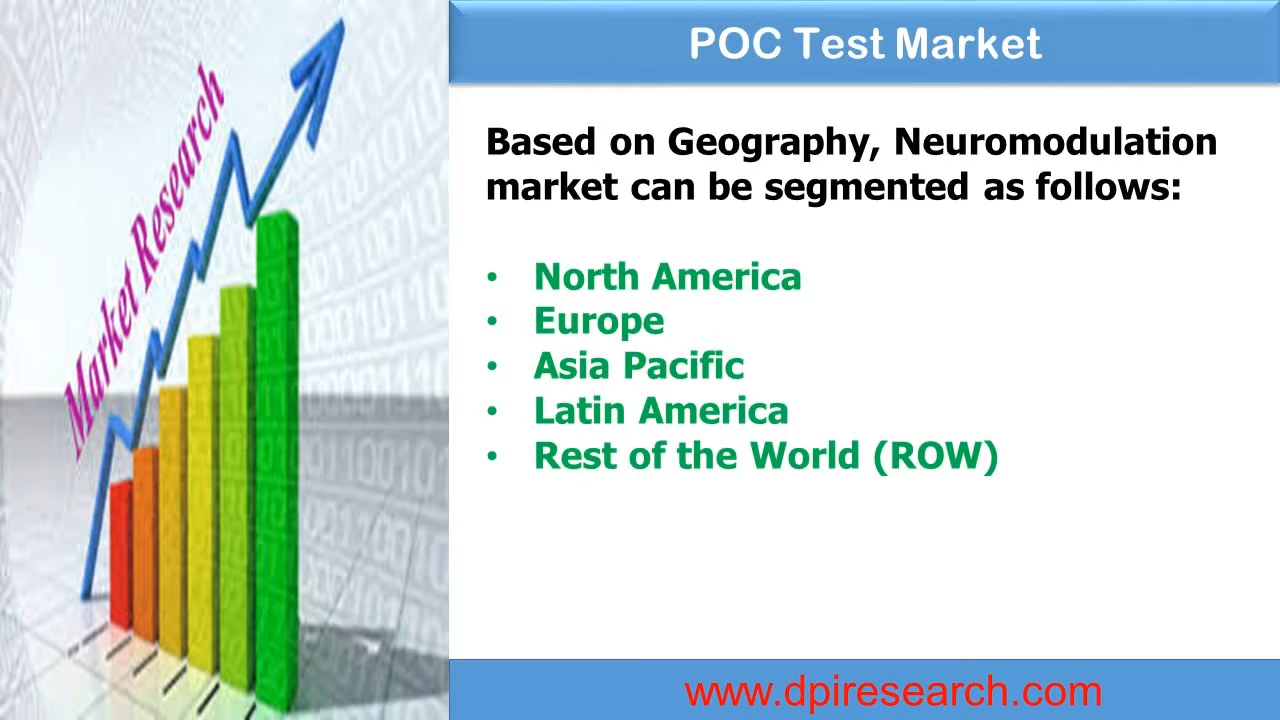 POC Test Market
Market Research
Based on Geography, Neuromodulation
market can be segmented as follows:
• North America
• Europe
• Asia Pacific
• Latin America
• Rest of the World (ROW)
www.dpiresearch.com